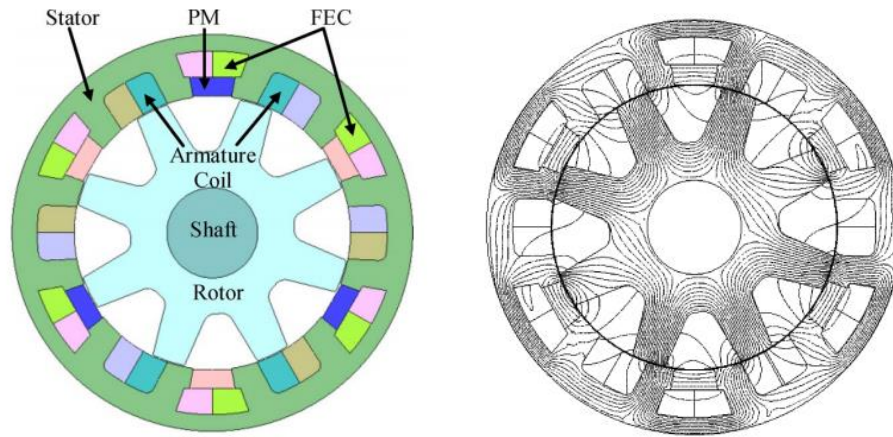 Stator
PM
FEC
Armature
Coil
Shaft
Rotor